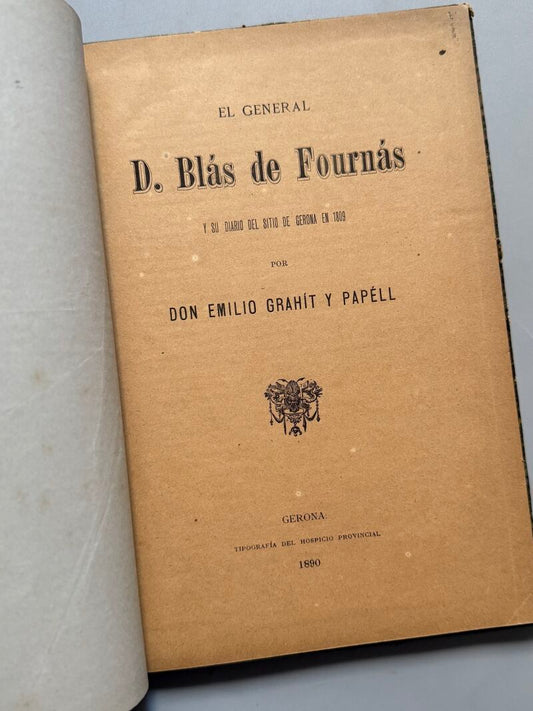 EL GENERAL
D. Blás de Fournás
Y SU DIARIO DEL SITIO DE GERONA EN 1809
POR
DON EMILIO GRAHÍT Y PAPÉLL
GERONA:
TIPOGRAFÍA DEL HOSPICIO PROVINCIAL
1890